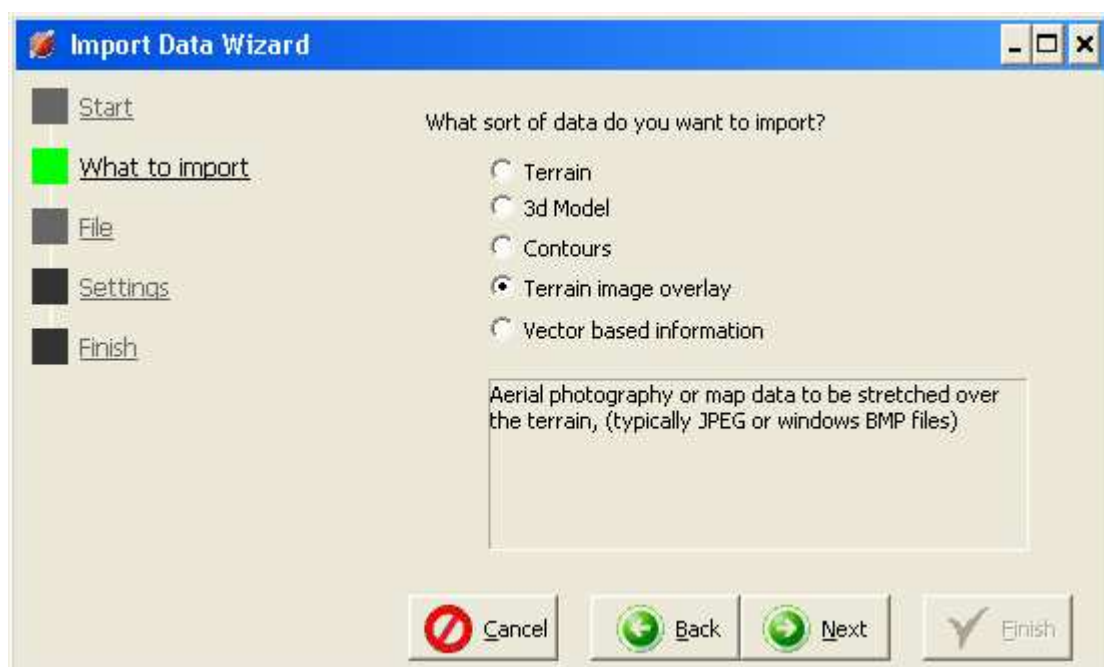 Import Data Wizard
Start
What to import
File
Settings
Finish
What sort of data do you want to import?
Terrain
3d Model
Contours
Terrain image overlay
Vector based information
Aerial photography or map data to be stretched over
the terrain, (typically JPEG or windows BMP files)
Cancel
Back
Next
Finish